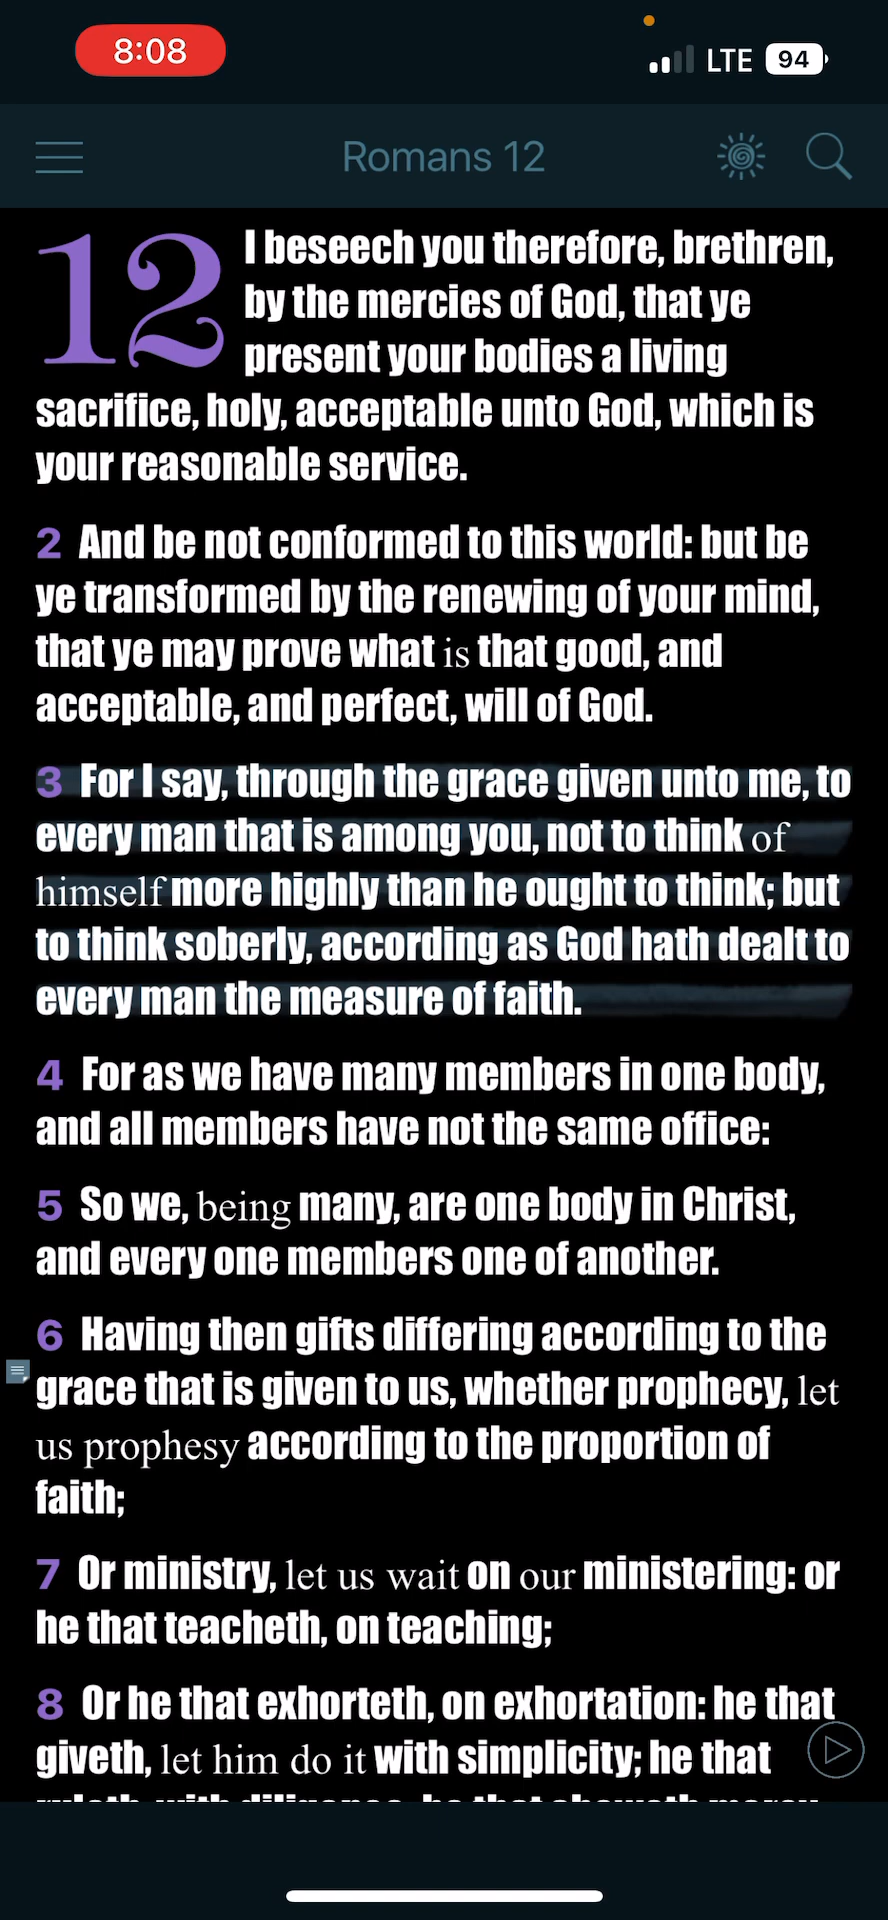 8:08
LTE 94
Romans 12
12 I beseech you therefore, brethren,
by the mercies of God, that ye
present your bodies a living
sacrifice, holy, acceptable unto God, which is
your reasonable service.
2 And be not conformed to this world: but be
ye transformed by the renewing of your mind,
that ye may prove what is that good, and
acceptable, and perfect, will of God.
3 For I say, through the grace given unto me, to
every man that is among you, not to think of
himself more highly than he ought to think; but
to think soberly, according as God hath dealt to
every man the measure of faith.
4 For as we have many members in one body,
and all members have not the same office:
5 So we, being many, are one body in Christ,
and every one members one of another.
6 Having then gifts differing according to the
grace that is given to us, whether prophecy, let
us prophesy according to the proportion of
faith;
7 Or ministry, let us wait on our ministering: or
he that teacheth, on teaching;
8 Or he that exhorteth, on exhortation: he that
giveth, let him do it with simplicity; he that
ruleth, with diligence; he that sheweth mercy,